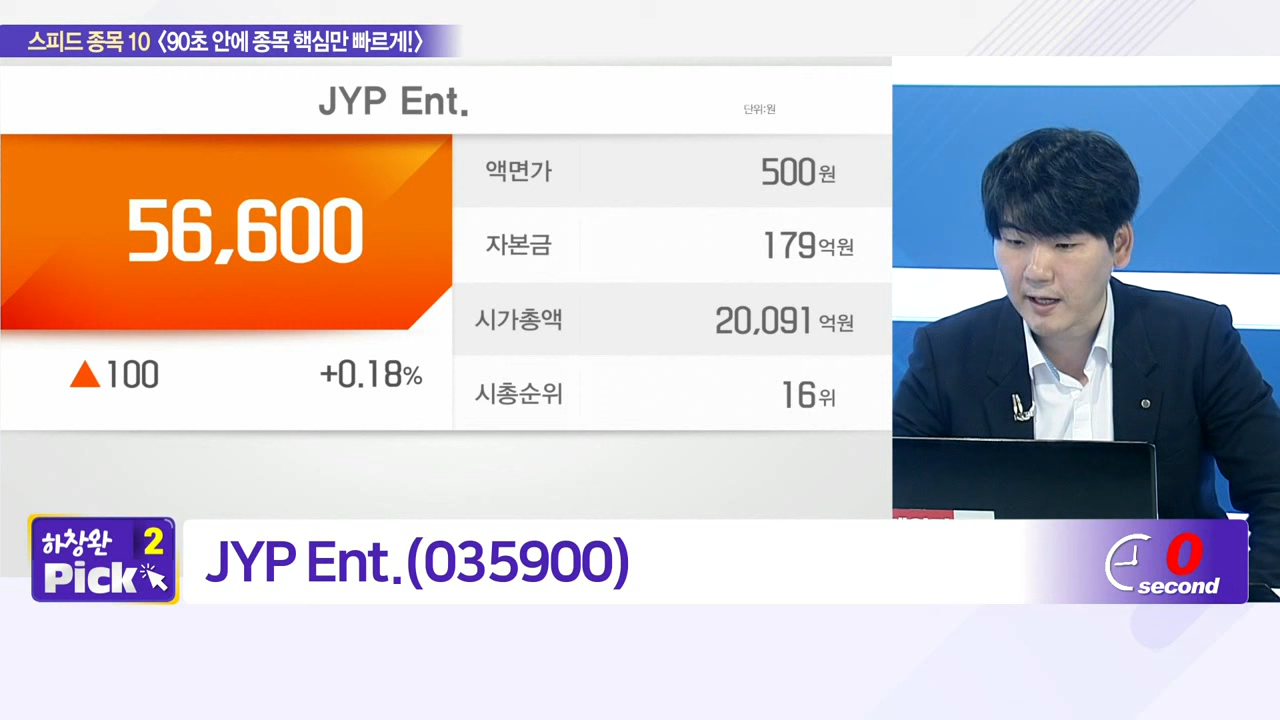 스피드 종목 10 〈90초 안에 종목 핵심만 빠르게!〉
JYP Ent.
단위:원
56,600
▲100 +0.18%
액면가 500원
자본금 179억원
시가총액 20,091억원
시총순위 16위
하창완 2
Pick
JYP Ent.(035900)
0
second